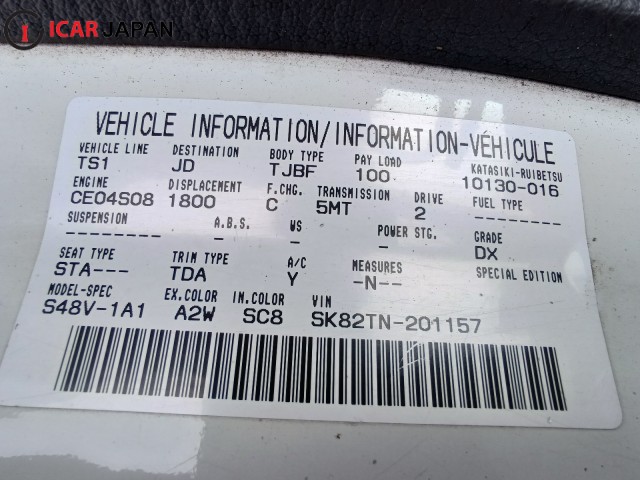 ICAR JAPAN
VEHICLE INFORMATION/INFORMATION-VÉHICULE
VEHICLE LINE DESTINATION BODY TYPE PAY LOAD KATASIKI-RUIBETSU
TS1 JD TJBF 100 10130-016
ENGINE DISPLACEMENT F.CHG. TRANSMISSION DRIVE FUEL TYPE
CE04S08 1800 C 5MT 2 --------
SUSPENSION A.B.S. WS POWER STG. GRADE
-------- - - - DX
SEAT TYPE TRIM TYPE A/C MEASURES SPECIAL EDITION
STA--- TDA Y -N--
MODEL-SPEC EX.COLOR IN.COLOR VIN
S48V-1A1 A2W SC8 SK82TN-201157